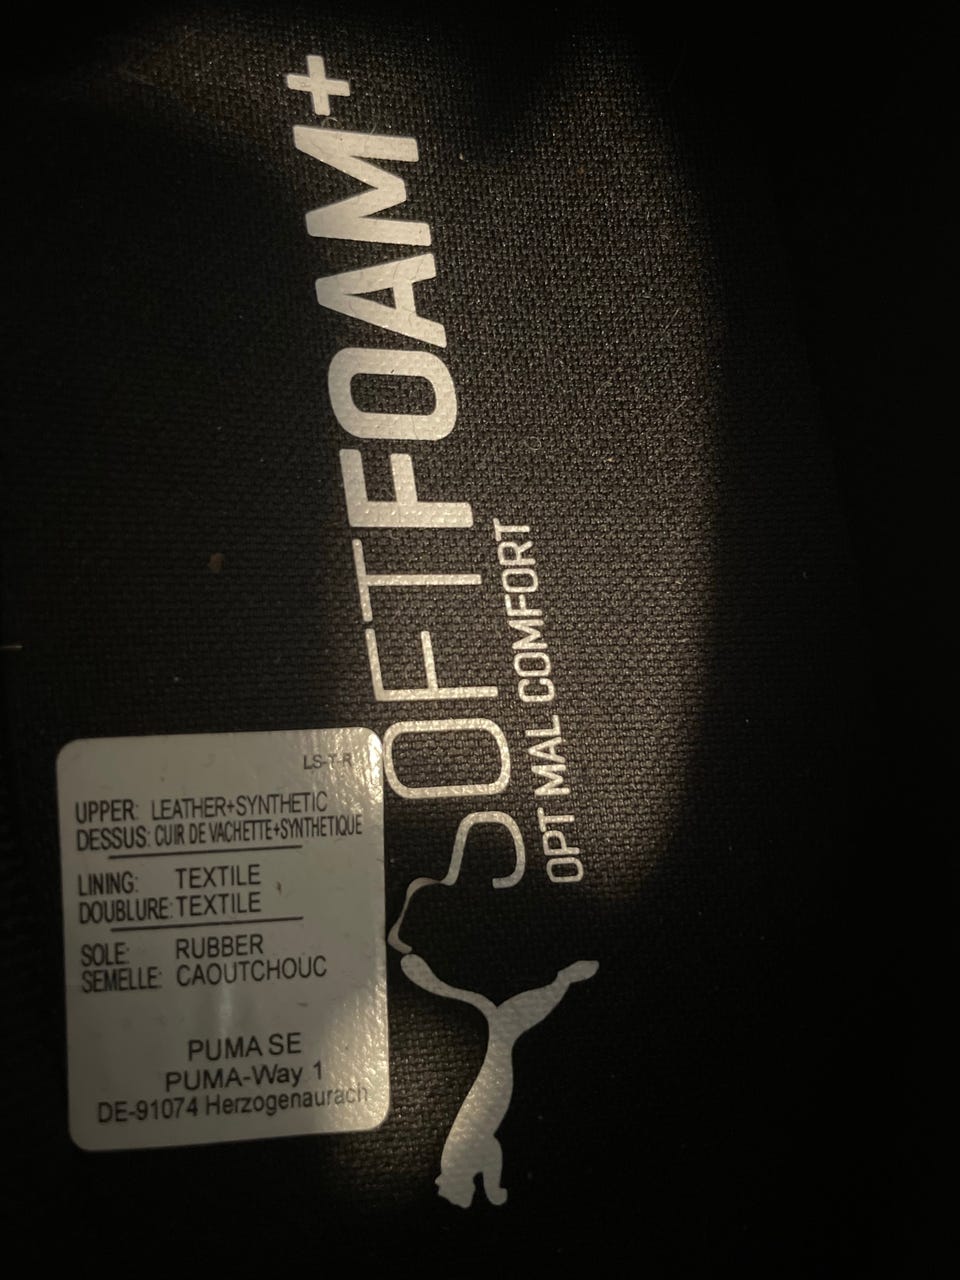 SOFTFOAM+
OPT MAL COMFORT
LS-T-R
UPPER: LEATHER+SYNTHETIC
DESSUS: CUIR DE VACHETTE+SYNTHETIQUE
LINING: TEXTILE
DOUBLURE: TEXTILE
SOLE: RUBBER
SEMELLE: CAOUTCHOUC
PUMA SE
PUMA-Way 1
DE-91074 Herzogenaurach